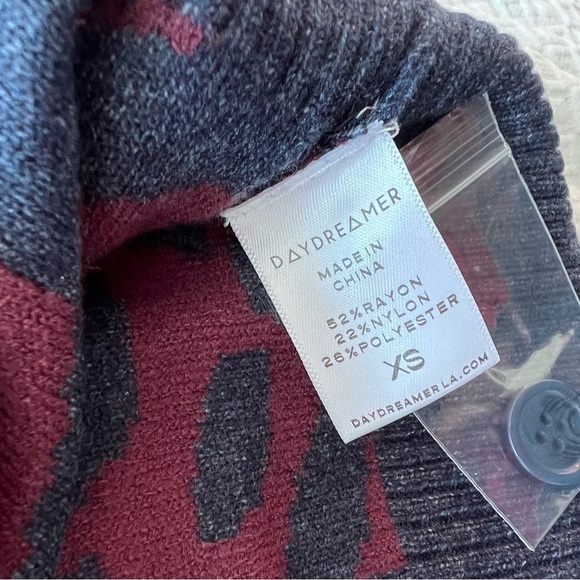 DAYDREAMER
MADE IN
CHINA
52%RAYON
22%NYLON
26%POLYESTER
XS
DAYDREAMERLA.COM